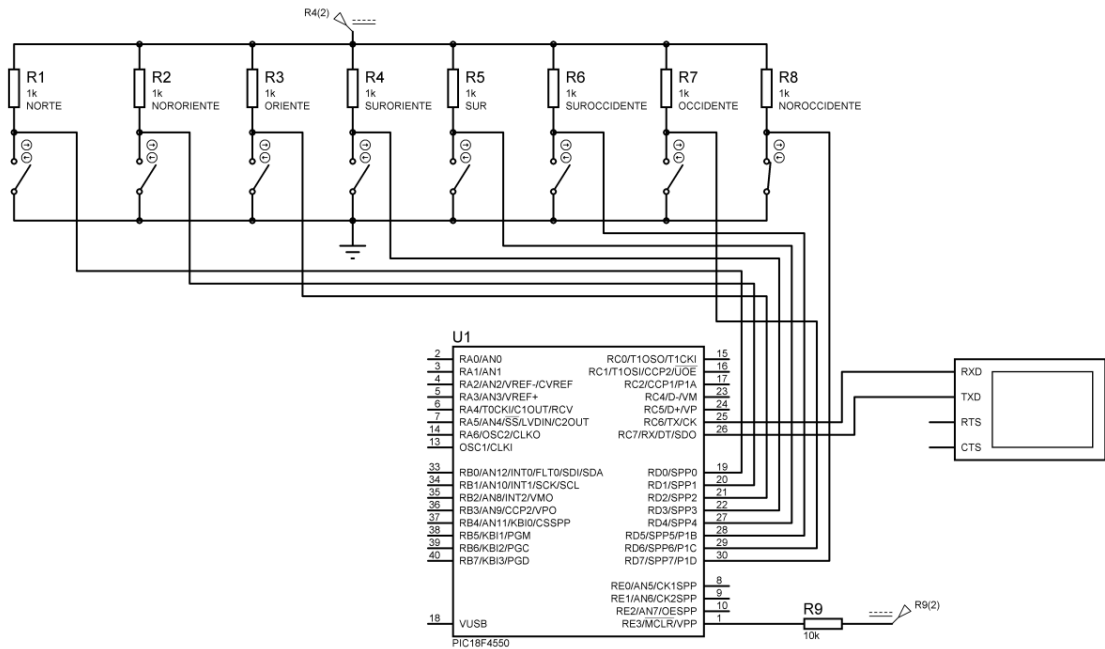 R4(2)
R1 R2 R3 R4 R5 R6 R7 R8
1k 1k 1k 1k 1k 1k 1k 1k
NORTE NORORIENTE ORIENTE SURORIENTE SUR SUROCCIDENTE OCCIDENTE NOROCCIDENTE
U1
2 RA0/AN0 RC0/T1OSO/T1CKI 15
3 RA1/AN1 RC1/T1OSI/CCP2/UOE 16
4 RA2/AN2/VREF-/CVREF RC2/CCP1/P1A 17
5 RA3/AN3/VREF+ RC4/D-/VM 23
6 RA4/T0CKI/C1OUT/RCV RC5/D+/VP 24
7 RA5/AN4/SS/LVDIN/C2OUT RC6/TX/CK 25
14 RA6/OSC2/CLKO RC7/RX/DT/SDO 26
13 OSC1/CLKI
RXD
TXD
RTS
CTS
33 RB0/AN12/INT0/FLT0/SDI/SDA RD0/SPP0 19
34 RB1/AN10/INT1/SCK/SCL RD1/SPP1 20
35 RB2/AN8/INT2/VMO RD2/SPP2 21
36 RB3/AN9/CCP2/VPO RD3/SPP3 22
37 RB4/AN11/KBI0/CSSPP RD4/SPP4 27
38 RB5/KBI1/PGM RD5/SPP5/P1B 28
39 RB6/KBI2/PGC RD6/SPP6/P1C 29
40 RB7/KBI3/PGD RD7/SPP7/P1D 30
RE0/AN5/CK1SPP 8
RE1/AN6/CK2SPP 9
RE2/AN7/OESPP 10
18 VUSB RE3/MCLR/VPP 1
PIC18F4550
R9
10k
R9(2)